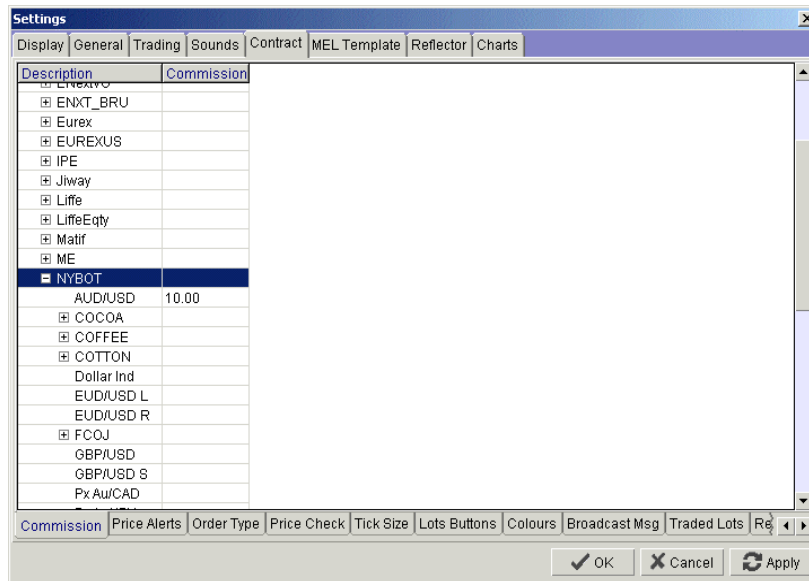 Settings
Display General Trading Sounds Contract MEL Template Reflector Charts
Description Commission
ENXT_BRU
Eurex
EUREXUS
IPE
Jiway
Liffe
LiffeEqty
Matif
ME
NYBOT
AUD/USD 10.00
COCOA
COFFEE
COTTON
Dollar Ind
EUD/USD L
EUD/USD R
FCOJ
GBP/USD
GBP/USD S
Px Au/CAD
Commission Price Alerts Order Type Price Check Tick Size Lots Buttons Colours Broadcast Msg Traded Lots
OK Cancel Apply